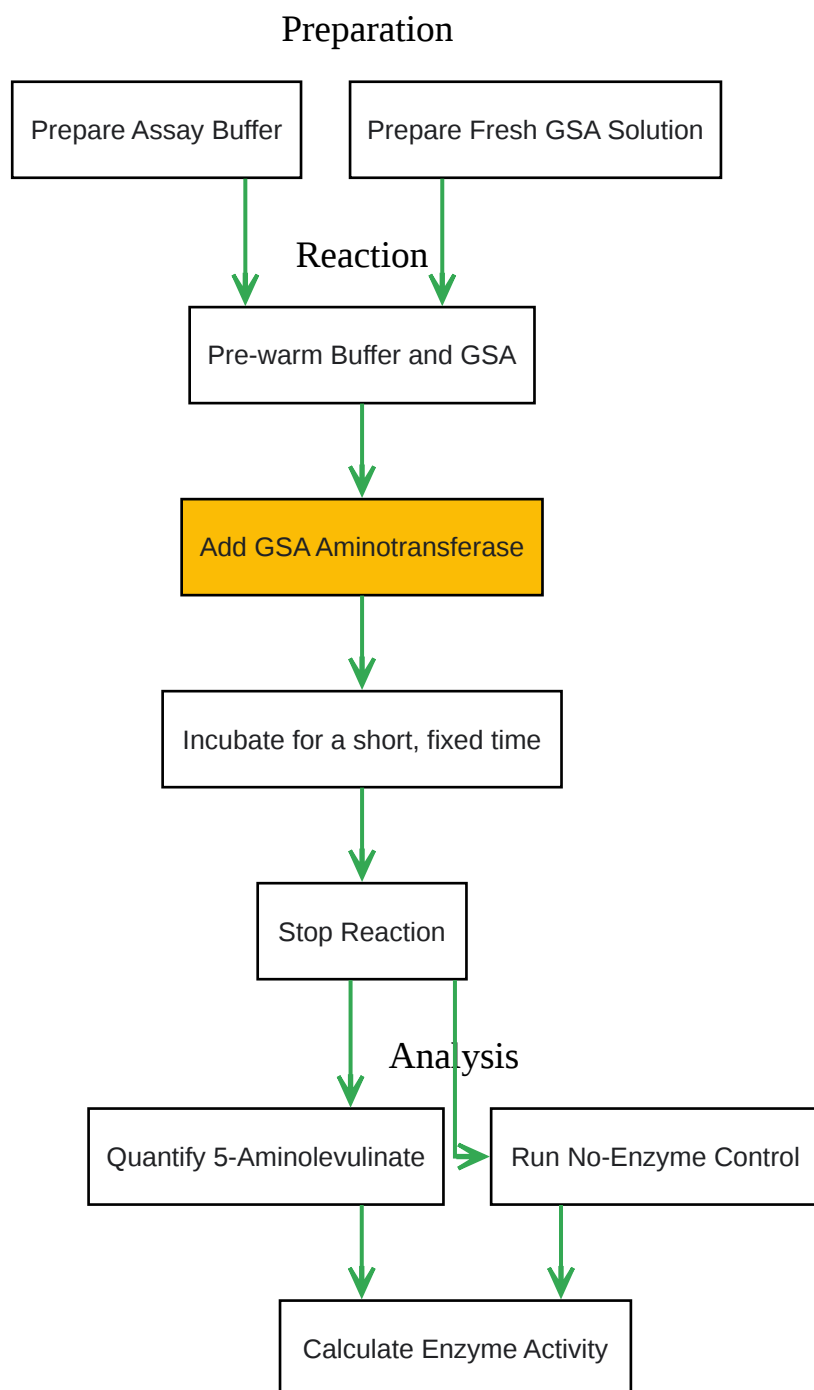 Preparation
Prepare Assay Buffer
Prepare Fresh GSA Solution
Reaction
Pre-warm Buffer and GSA
Add GSA Aminotransferase
Incubate for a short, fixed time
Stop Reaction
Analysis
Quantify 5-Aminolevulinate
Run No-Enzyme Control
Calculate Enzyme Activity